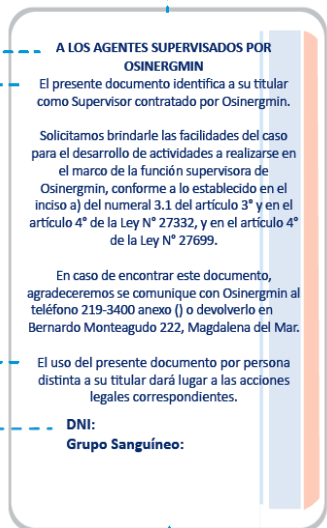 A LOS AGENTES SUPERVISADOS POR
OSINERGMIN
El presente documento identifica a su titular
como Supervisor contratado por Osinergmin.
Solicitamos brindarle las facilidades del caso
para el desarrollo de actividades a realizarse en
el marco de la función supervisora de
Osinergmin, conforme a lo establecido en el
inciso a) del numeral 3.1 del artículo 3° y en el
artículo 4° de la Ley N° 27332, y en el artículo 4°
de la Ley N° 27699.
En caso de encontrar este documento,
agradeceremos se comunique con Osinergmin al
teléfono 219-3400 anexo () o devolverlo en
Bernardo Monteagudo 222, Magdalena del Mar.
El uso del presente documento por persona
distinta a su titular dará lugar a las acciones
legales correspondientes.
DNI:
Grupo Sanguíneo: